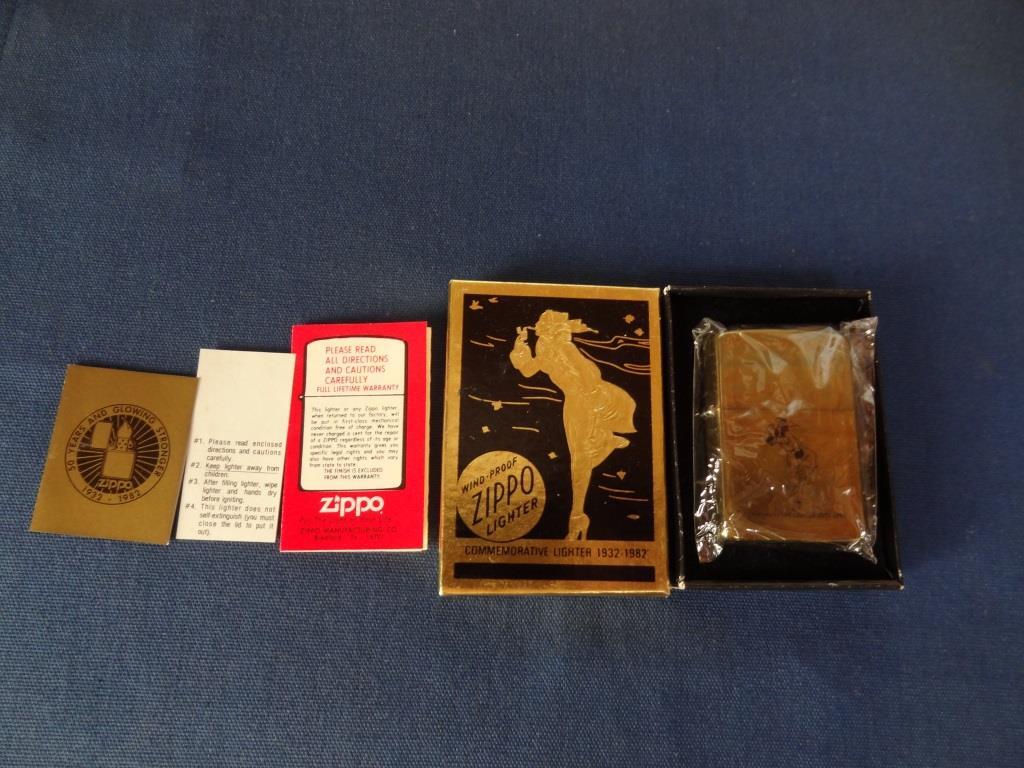 50 YEARS AND GLOWING STRONGER
zippo
1932 - 1982
#1. Please read enclosed
directions and cautions
carefully.
#2. Keep lighter away from
children.
#3. After filling lighter, wipe
lighter and hands dry
before igniting.
#4. This lighter does not
self-extinguish (you must
close the lid to put it
out).
PLEASE READ
ALL DIRECTIONS
AND CAUTIONS
CAREFULLY
FULL LIFETIME WARRANTY
This lighter or any Zippo lighter
when returned to our factory, will
be put in first-class mechanical
condition free of charge. We have
never charged a cent for the repair
of a ZIPPO regardless of its age or
condition. This warranty gives you
specific legal rights and you may
also have other rights which vary
from state to state.
THE FINISH IS EXCLUDED
FROM THIS WARRANTY.
zippo
ZIPPO MANUFACTURING CO.
Bradford, Pa.
WIND-PROOF
ZIPPO
LIGHTER
COMMEMORATIVE LIGHTER 1932-1982